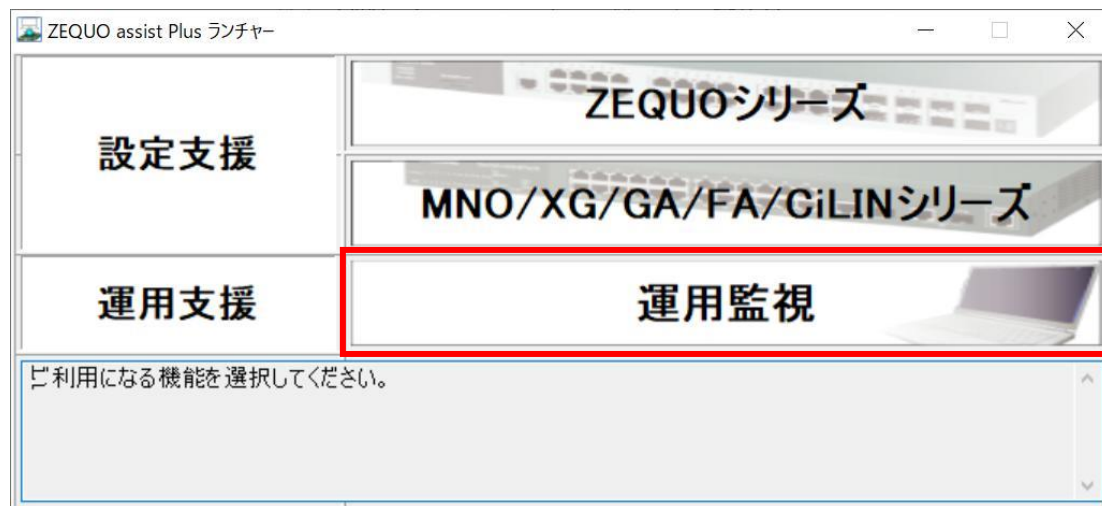 ZEQUO assist Plus ランチャー
設定支援
ZEQUOシリーズ
MNO/XG/GA/FA/CiLINシリーズ
運用支援
運用監視
ご利用になる機能を選択してください。